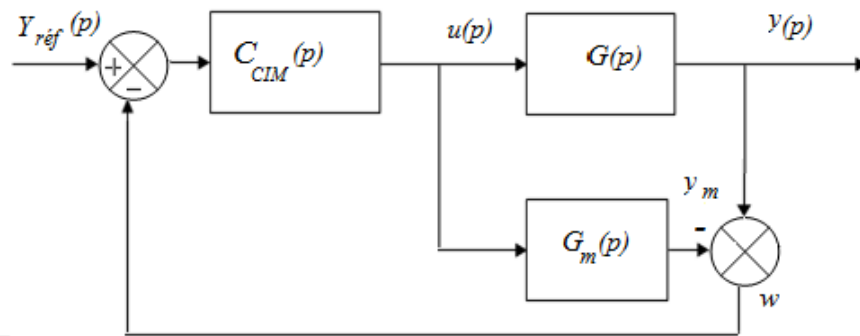 Y_réf(p)
+
−
C_CIM(p)
u(p)
G(p)
y(p)
y_m
G_m(p)
-
w